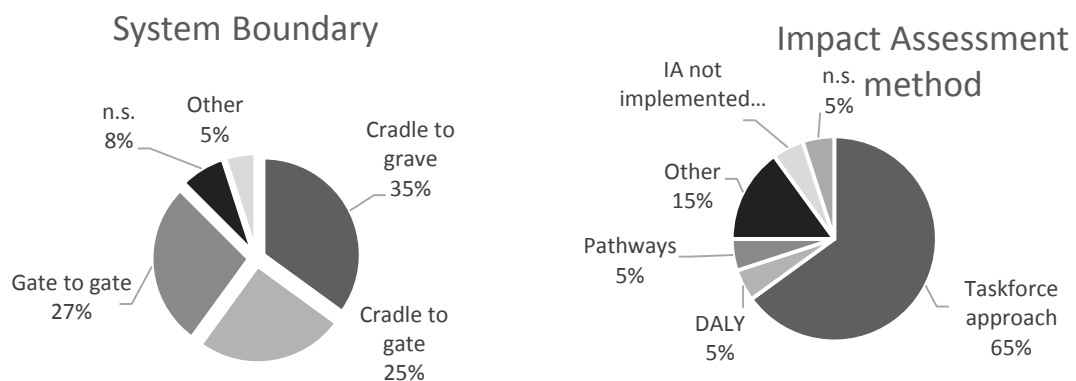 System Boundary
Other
5%
n.s.
8%
Cradle to
grave
35%
Gate to gate
27%
Cradle to
gate
25%
Impact Assessment
method
IA not
implemented...
n.s.
5%
Other
15%
Pathways
5%
DALY
5%
Taskforce
approach
65%